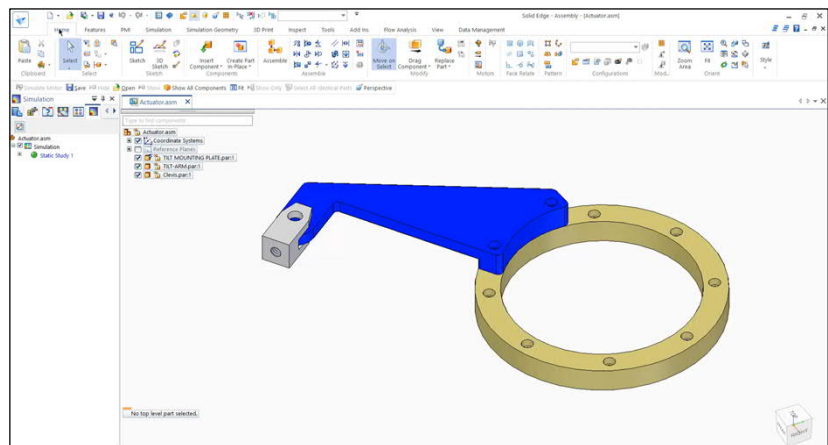 Solid Edge - Assembly - [Actuator.asm]
Home Features PMI Simulation Simulation Geometry 3D Print Inspect Tools Add Ins Flow Analysis View Data Management
Paste Select Sketch 3D Sketch Insert Component Create Part In-Place Assemble Move on Select Drag Component Replace Part Zoom Area Fit Style
Clipboard Select Sketch Components Assemble Modify Motors Face Relate Pattern Configurations Mod... Orient
Save Open Show All Components Fit Perspective
Simulation
Actuator.asm
Simulation
Static Study 1
Actuator.asm
Type to find components
Actuator.asm
Coordinate Systems
Reference Planes
TILT MOUNTING PLATE.par:1
TILT-ARM.par:1
Clevis.par:1
No top level part selected.